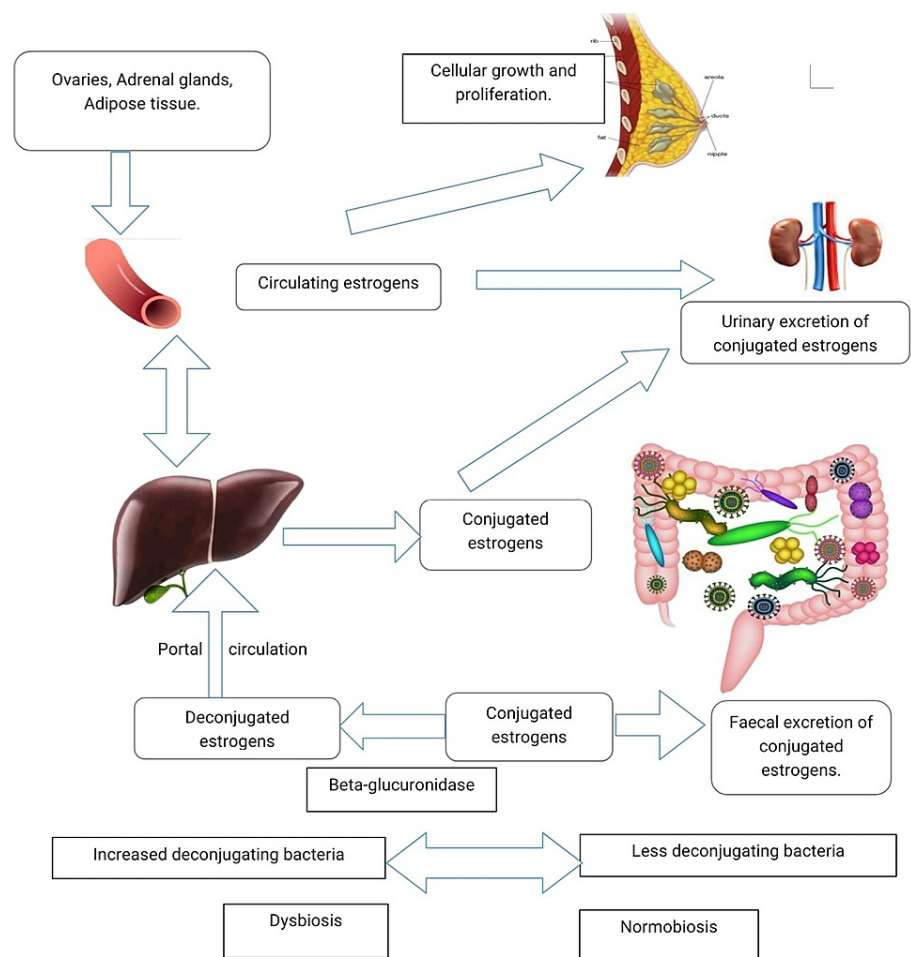 Ovaries, Adrenal glands,
Adipose tissue.
Cellular growth and
proliferation.
rib
areola
ducts
fat
nipple
Circulating estrogens
Urinary excretion of
conjugated estrogens
Conjugated
estrogens
Portal circulation
Deconjugated
estrogens
Conjugated
estrogens
Faecal excretion of
conjugated
estrogens.
Beta-glucuronidase
Increased deconjugating bacteria
Less deconjugating bacteria
Dysbiosis
Normobiosis